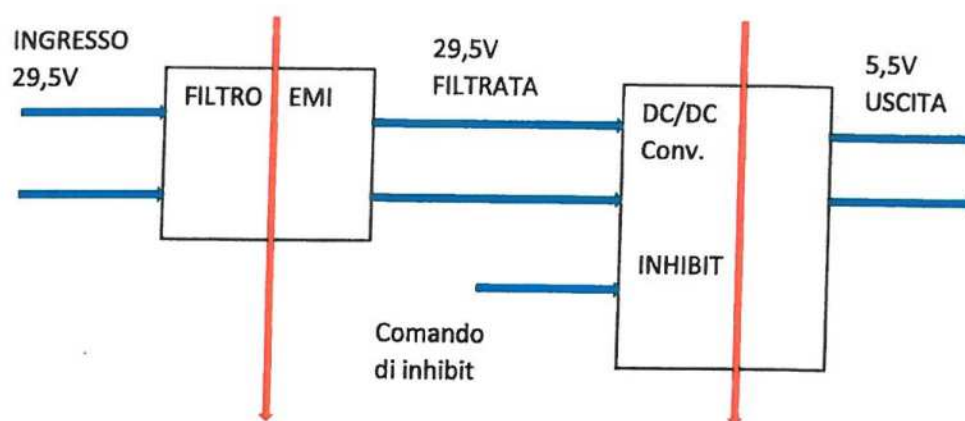 INGRESSO
29,5V
FILTRO EMI
29,5V
FILTRATA
DC/DC
Conv.
INHIBIT
5,5V
USCITA
Comando
di inhibit